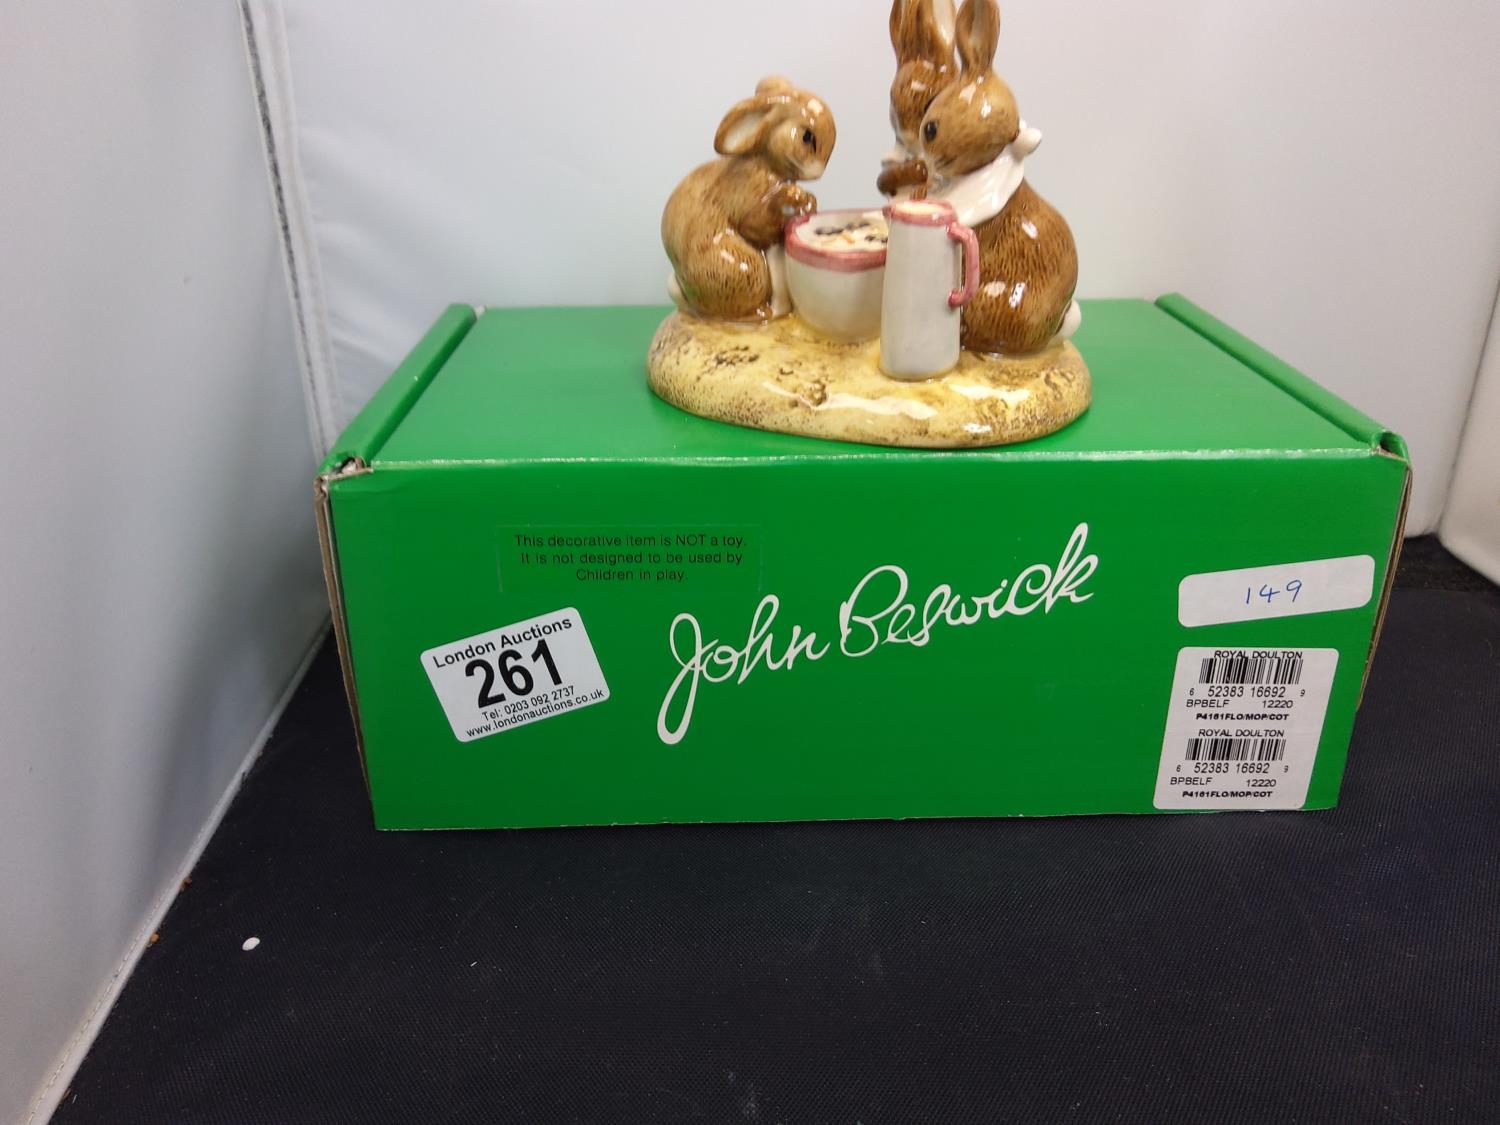 This decorative item is NOT a toy.
It is not designed to be used by
Children in play.
London Auctions
261
Tel: 0203 092 2737
www.londonauctions.co.uk
John Beswick
149
ROYAL DOULTON
6 52383 16692 9
BPBELF 12220
P4161FLO/MOP/COT
ROYAL DOULTON
6 52383 16692 9
BPBELF 12220
P4161FLO/MOP/COT